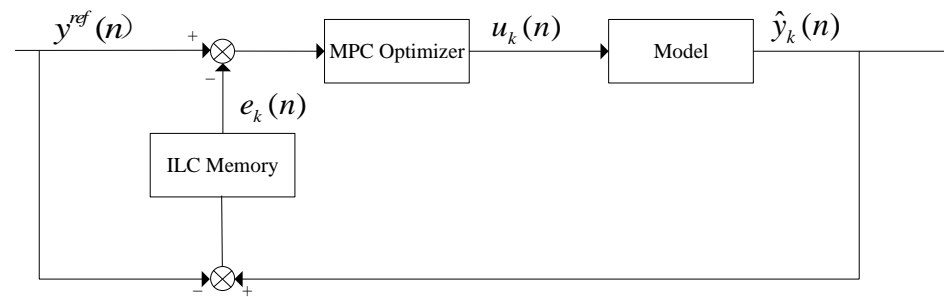 y^{ref}(n)
+
−
MPC Optimizer
u_k(n)
Model
ŷ_k(n)
e_k(n)
ILC Memory
−
+